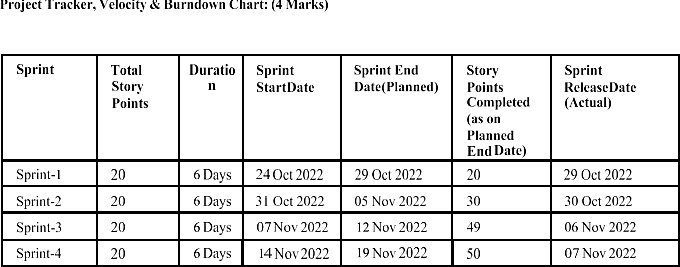 Project Tracker, Velocity & Burndown Chart: (4 Marks)
Sprint | Total Story Points | Duratio n | Sprint StartDate | Sprint End Date(Planned) | Story Points Completed (as on Planned End Date) | Sprint ReleaseDate (Actual)
Sprint-1 | 20 | 6 Days | 24 Oct 2022 | 29 Oct 2022 | 20 | 29 Oct 2022
Sprint-2 | 20 | 6 Days | 31 Oct 2022 | 05 Nov 2022 | 30 | 30 Oct 2022
Sprint-3 | 20 | 6 Days | 07 Nov 2022 | 12 Nov 2022 | 49 | 06 Nov 2022
Sprint-4 | 20 | 6 Days | 14 Nov 2022 | 19 Nov 2022 | 50 | 07 Nov 2022